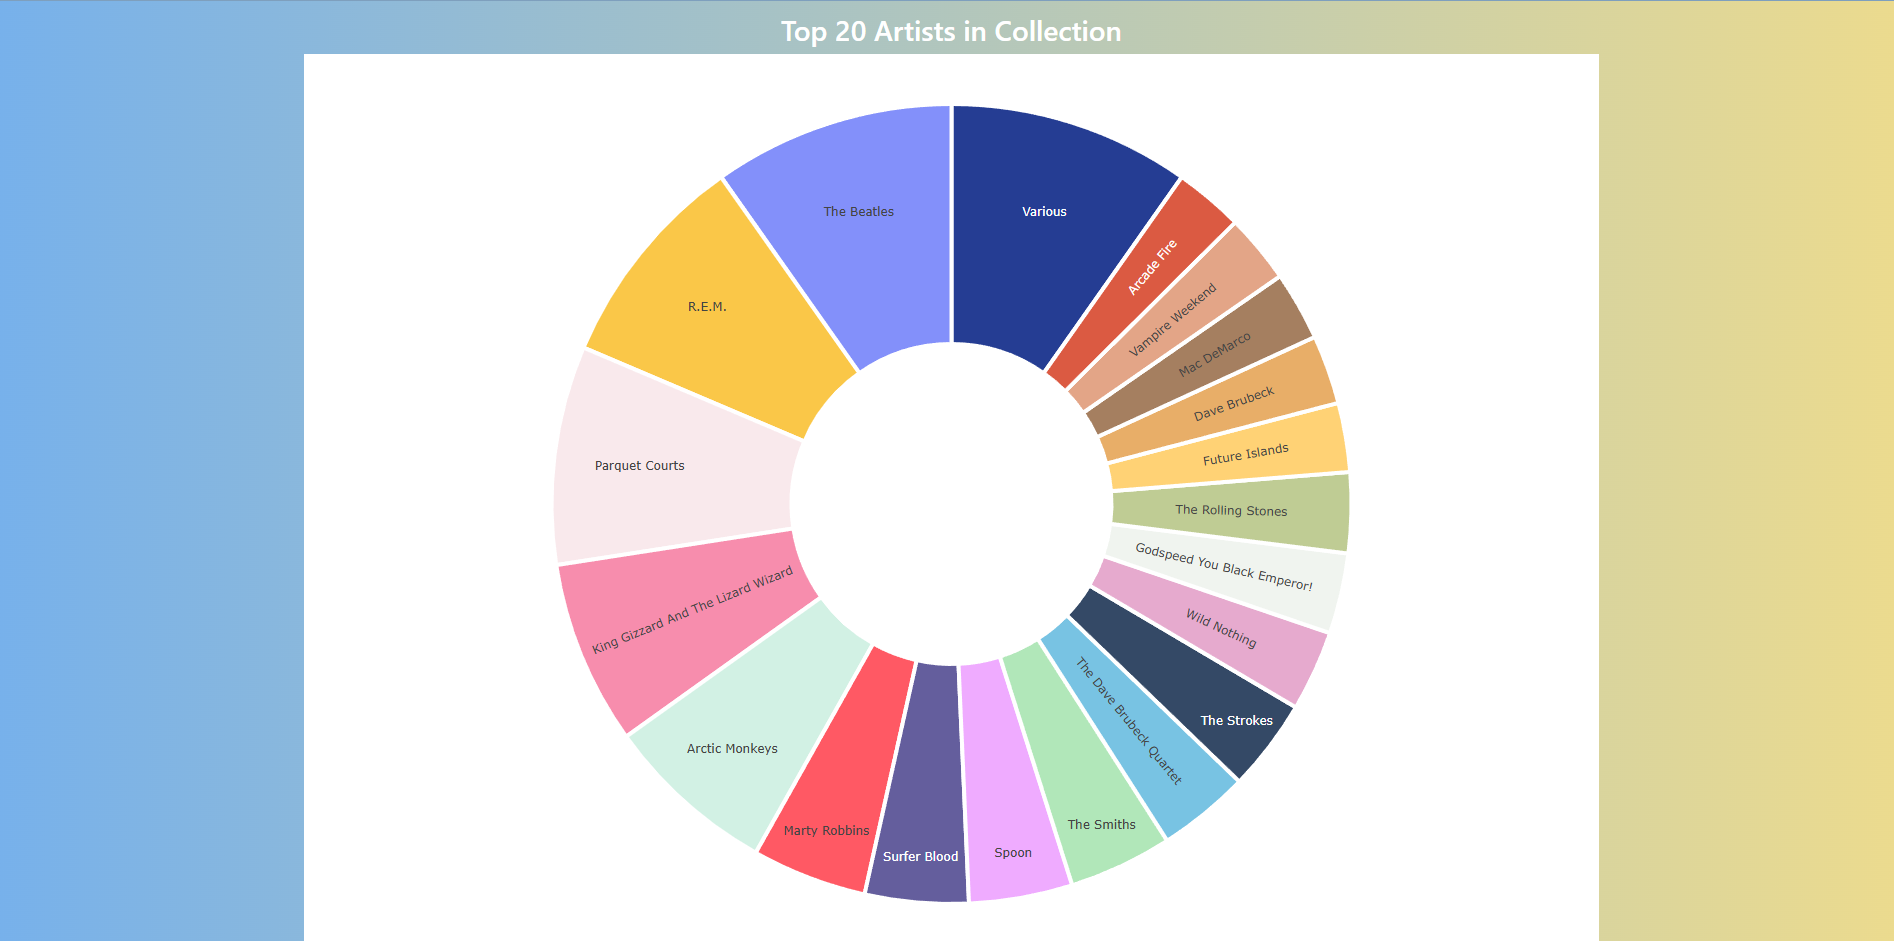 Top 20 Artists in Collection
The Beatles
Various
Arcade Fire
Vampire Weekend
Mac DeMarco
Dave Brubeck
Future Islands
The Rolling Stones
Godspeed You Black Emperor!
Wild Nothing
The Strokes
The Dave Brubeck Quartet
The Smiths
Spoon
Surfer Blood
Marty Robbins
Arctic Monkeys
King Gizzard And The Lizard Wizard
Parquet Courts
R.E.M.